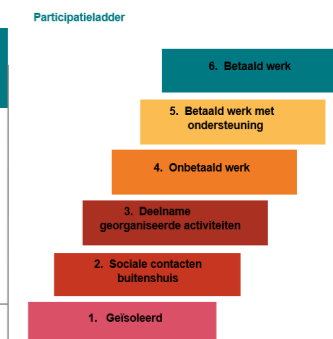 Participatieladder
6. Betaald werk
5. Betaald werk met
ondersteuning
4. Onbetaald werk
3. Deelname
georganiseerde activiteiten
2. Sociale contacten
buitenshuis
1. Geïsoleerd